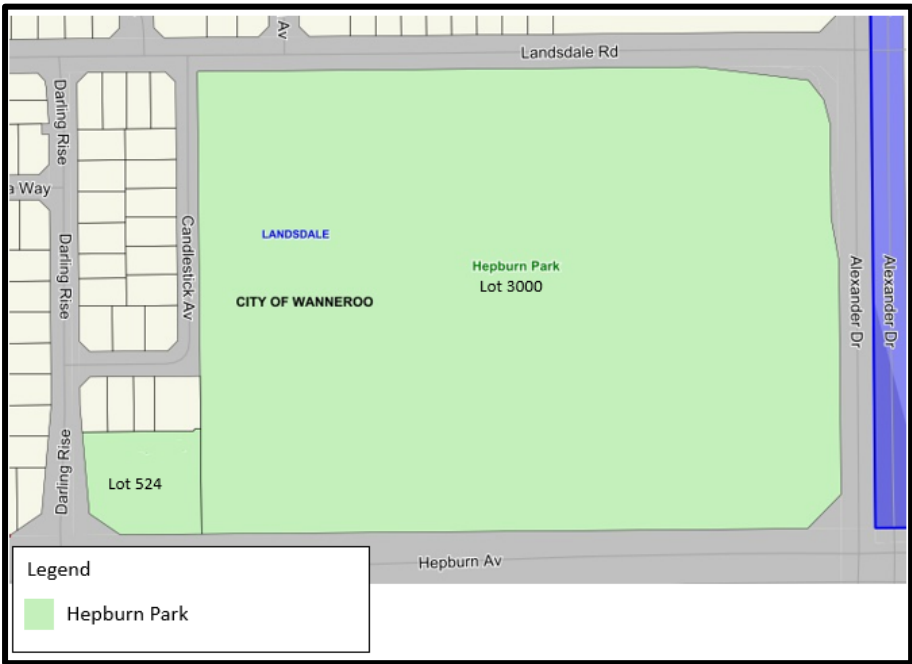 Av
Landsdale Rd
Darling Rise
a Way
Candlestick Av
LANDSDALE
Darling Rise
Hepburn Park
Lot 3000
Alexander Dr
Alexander Dr
CITY OF WANNEROO
Darling Rise
Lot 524
Hepburn Av
Legend
Hepburn Park